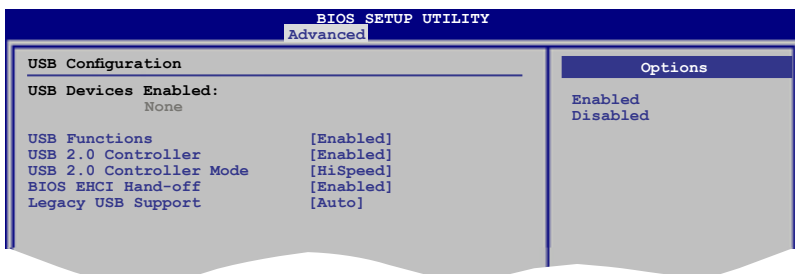 BIOS SETUP UTILITY
Advanced
USB Configuration
USB Devices Enabled:
None
USB Functions [Enabled]
USB 2.0 Controller [Enabled]
USB 2.0 Controller Mode [HiSpeed]
BIOS EHCI Hand-off [Enabled]
Legacy USB Support [Auto]
Options
Enabled
Disabled